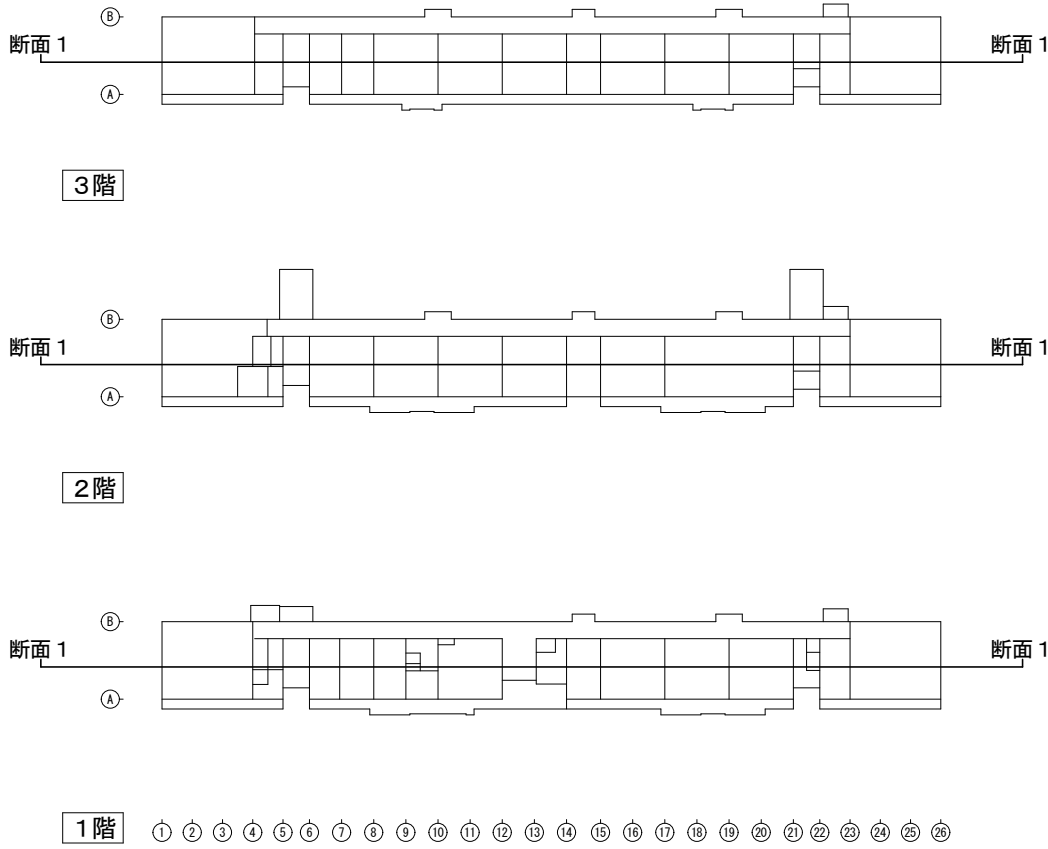 Ⓑ
断面１ 断面１
Ⓐ
３階
Ⓑ
断面１ 断面１
Ⓐ
２階
Ⓑ
断面１ 断面１
Ⓐ
１階 ① ② ③ ④ ⑤ ⑥ ⑦ ⑧ ⑨ ⑩ ⑪ ⑫ ⑬ ⑭ ⑮ ⑯ ⑰ ⑱ ⑲ ⑳ ㉑ ㉒ ㉓ ㉔ ㉕ ㉖